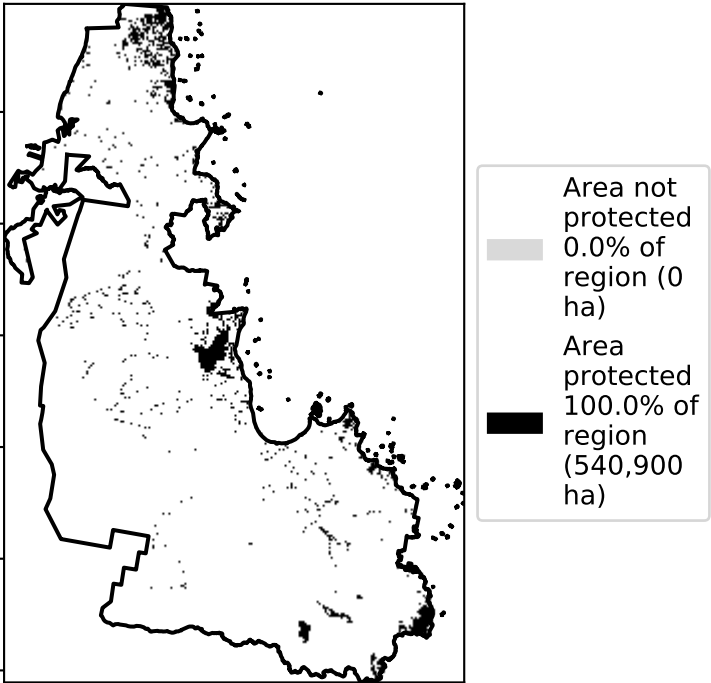 Area not
protected
0.0% of
region (0
ha)
Area
protected
100.0% of
region
(540,900
ha)